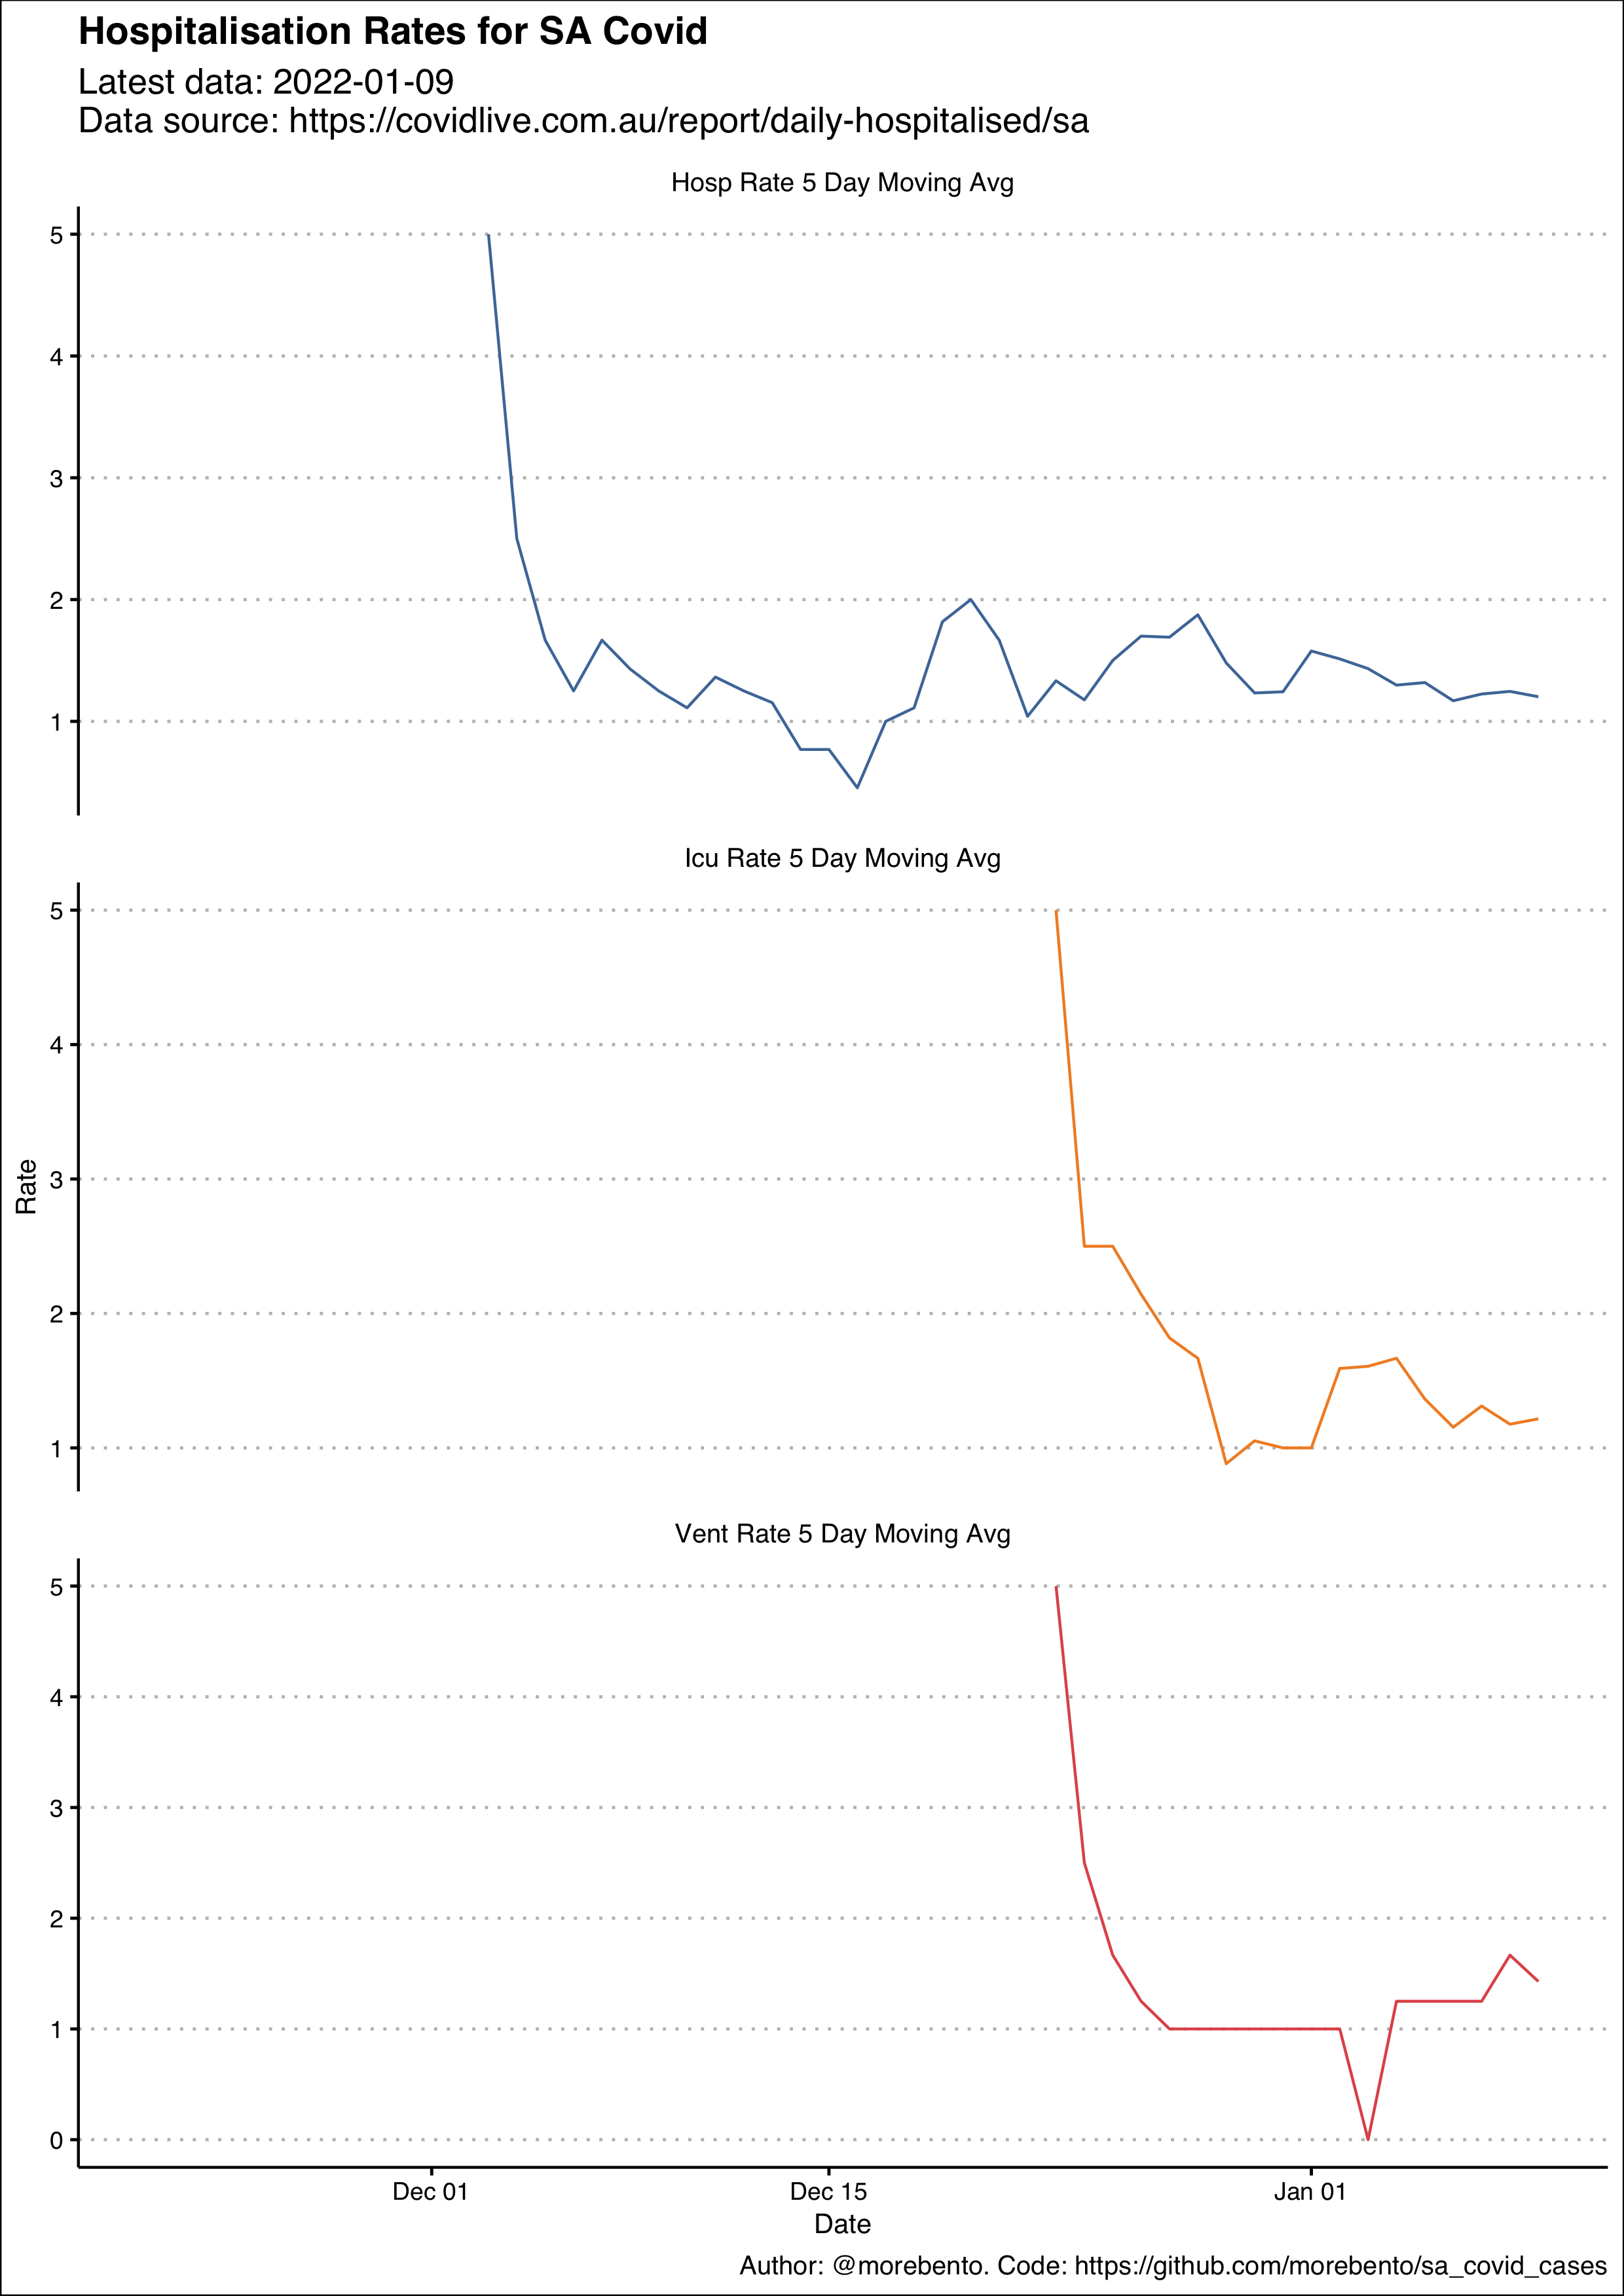 Hospitalisation Rates for SA Covid
Latest data: 2022-01-09
Data source: https://covidlive.com.au/report/daily-hospitalised/sa
Hosp Rate 5 Day Moving Avg
5
4
3
2
1
Icu Rate 5 Day Moving Avg
5
4
3
2
1
Rate
Vent Rate 5 Day Moving Avg
5
4
3
2
1
0
Dec 01 Dec 15 Jan 01
Date
Author: @morebento. Code: https://github.com/morebento/sa_covid_cases